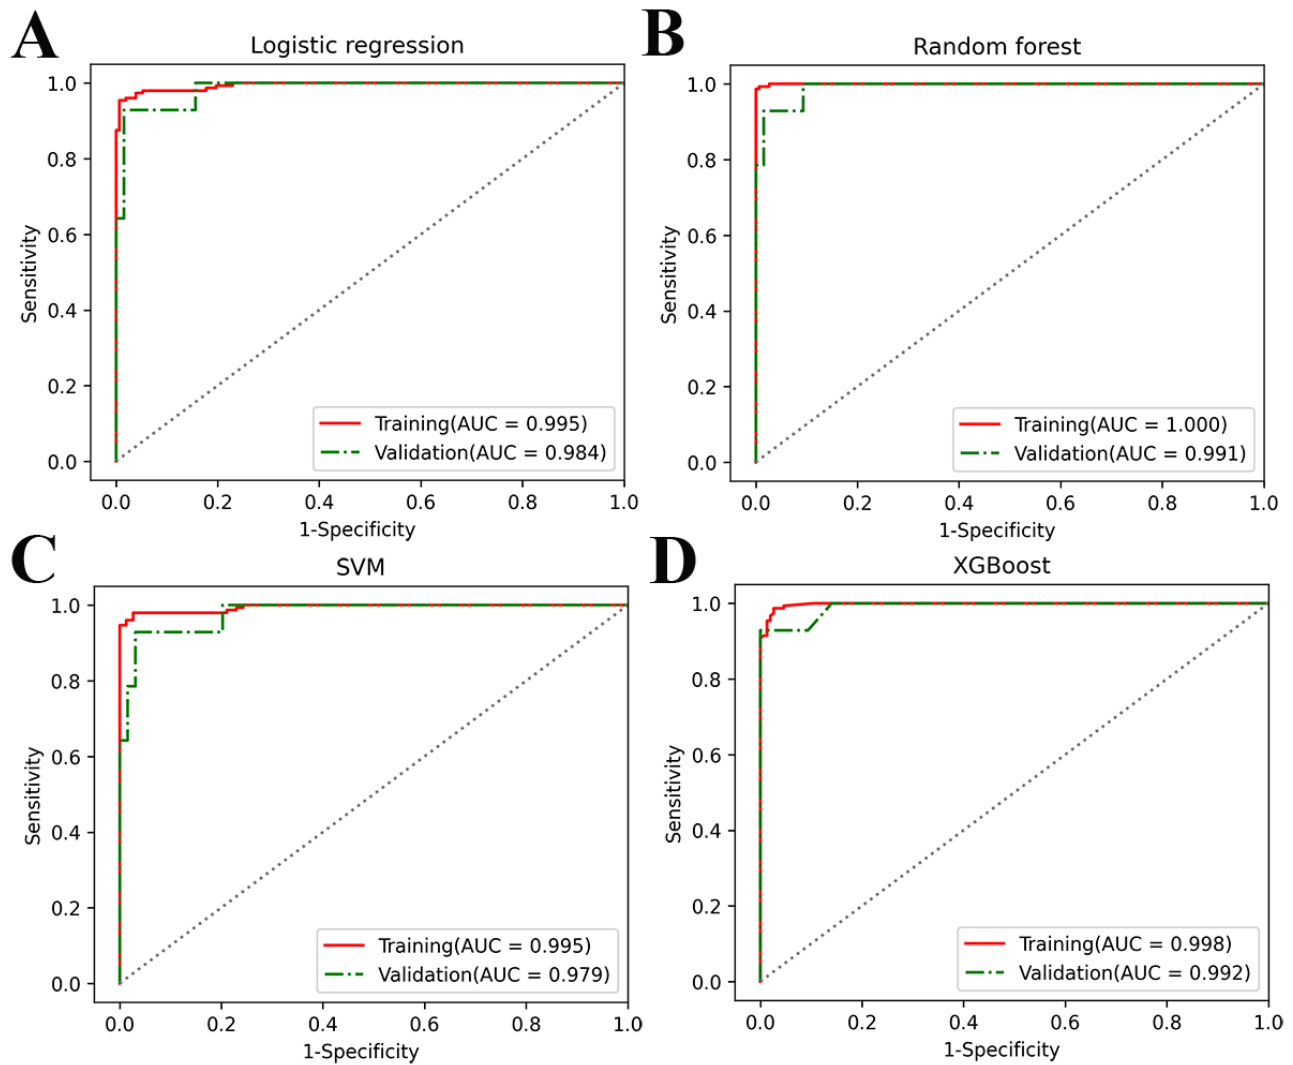 A
Logistic regression
1.0
0.8
0.6
0.4
0.2
0.0
Sensitivity
Training(AUC = 0.995)
Validation(AUC = 0.984)
0.0 0.2 0.4 0.6 0.8 1.0
1-Specificity
B
Random forest
1.0
0.8
0.6
0.4
0.2
0.0
Sensitivity
Training(AUC = 1.000)
Validation(AUC = 0.991)
0.0 0.2 0.4 0.6 0.8 1.0
1-Specificity
C
SVM
1.0
0.8
0.6
0.4
0.2
0.0
Sensitivity
Training(AUC = 0.995)
Validation(AUC = 0.979)
0.0 0.2 0.4 0.6 0.8 1.0
1-Specificity
D
XGBoost
1.0
0.8
0.6
0.4
0.2
0.0
Sensitivity
Training(AUC = 0.998)
Validation(AUC = 0.992)
0.0 0.2 0.4 0.6 0.8 1.0
1-Specificity